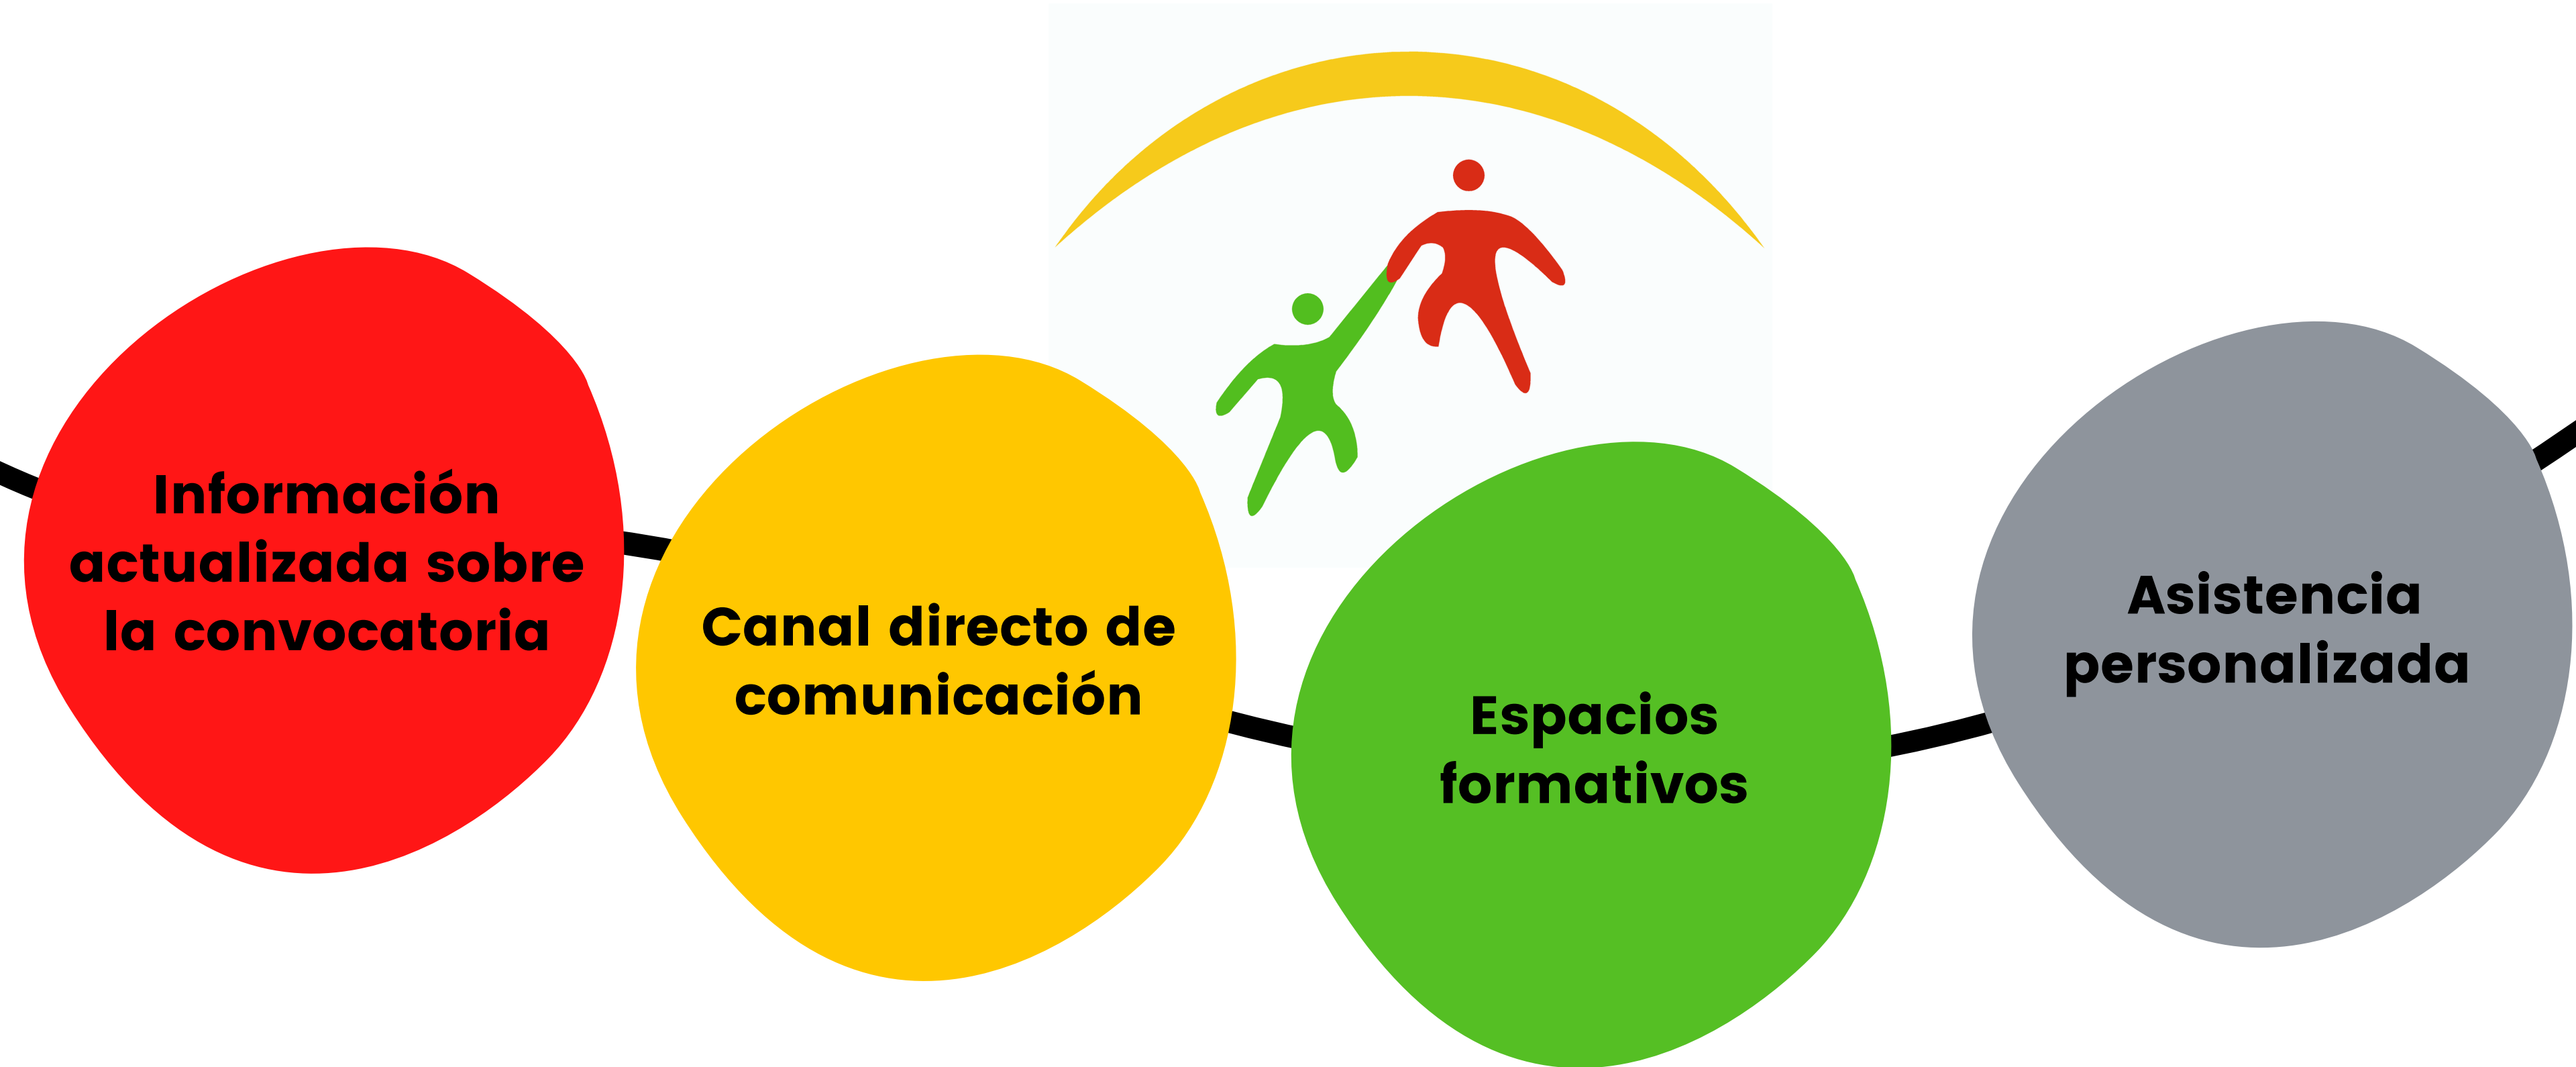 Información
actualizada sobre
la convocatoria
Canal directo de
comunicación
Espacios
formativos
Asistencia
personalizada